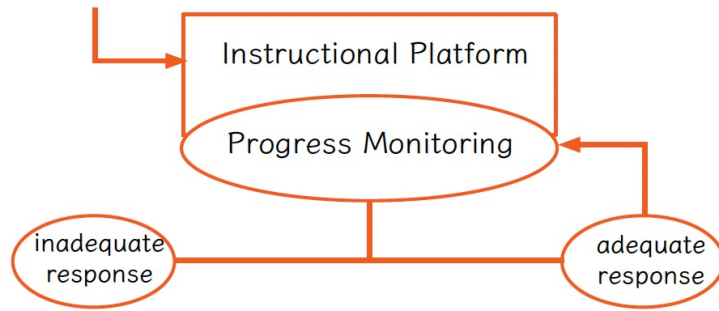 Instructional Platform
Progress Monitoring
inadequate
response
adequate
response